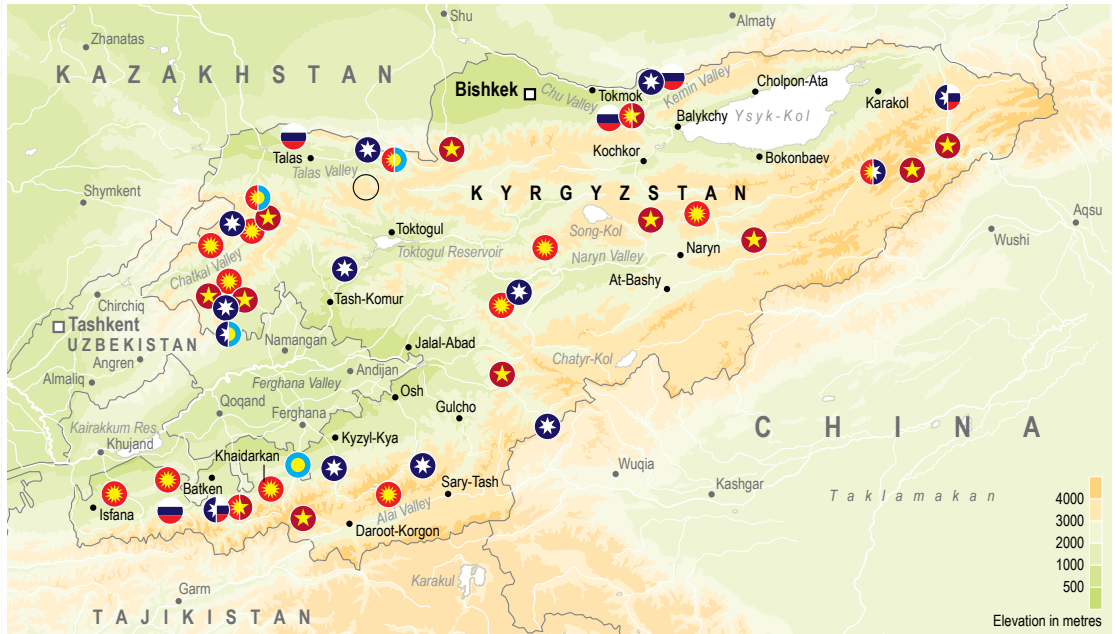 Shu
Almaty
Zhanatas
KAZAKHSTAN
Bishkek
Chu Valley
Tokmok
Kemin Valley
Cholpon-Ata
Karakol
Ysyk-Kol
Balykchy
Talas
Talas Valley
Kochkor
Bokonbaev
Shymkent
KYRGYZSTAN
Song-Kol
Aqsu
Toktogul
Toktogul Reservoir
Naryn Valley
Naryn
Wushi
Chatkal Valley
At-Bashy
Chirchiq
Tash-Komur
Tashkent
UZBEKISTAN
Namangan
Jalal-Abad
Chatyr-Kol
Angren
Almaliq
Ferghana Valley
Andijan
Osh
Qoqand
Ferghana
Gulcho
CHINA
Kairakkum Res.
Khujand
Kyzyl-Kya
Khaidarkan
Batken
Wuqia
Sary-Tash
Kashgar
Taklamakan
Isfana
Alai Valley
Daroot-Korgon
Karakul
Garm
TAJIKISTAN
4000
3000
2000
1000
500
Elevation in metres